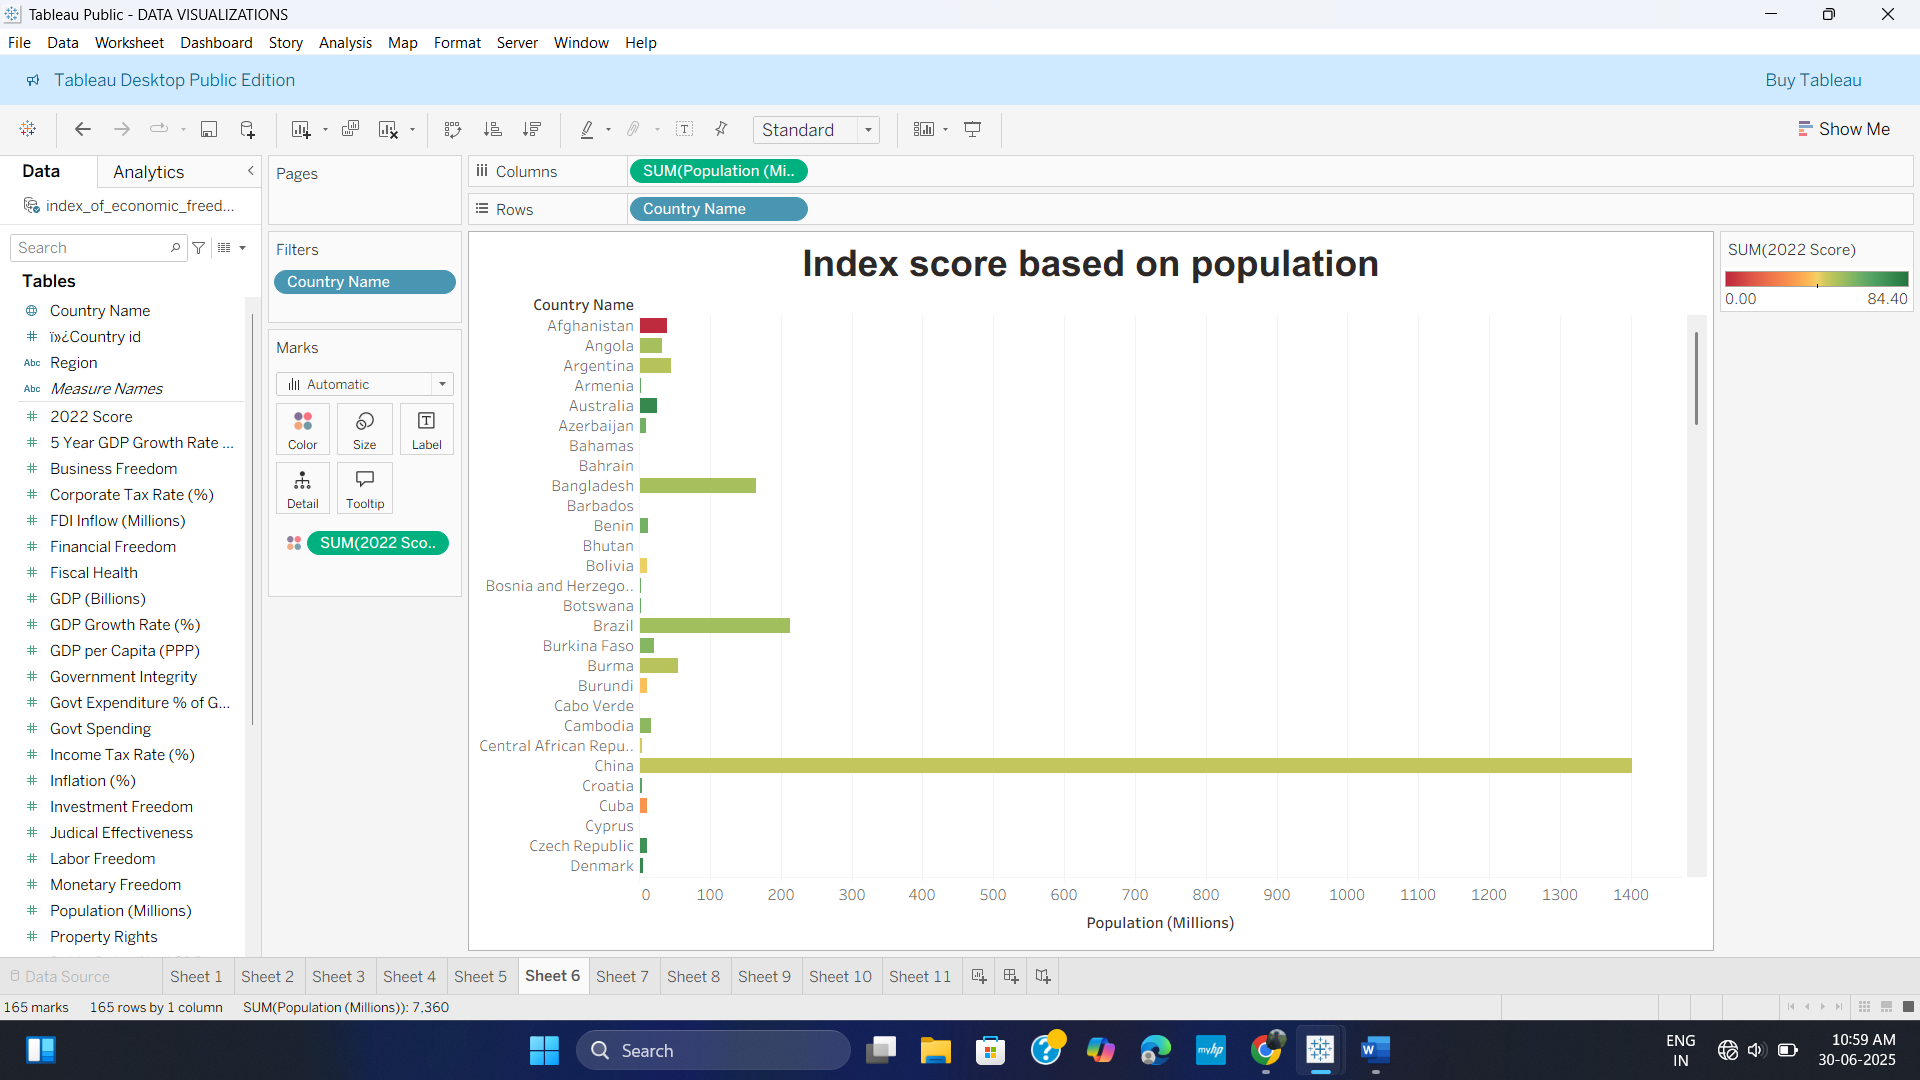 Tableau Public - DATA VISUALIZATIONS
File Data Worksheet Dashboard Story Analysis Map Format Server Window Help
Tableau Desktop Public Edition
Buy Tableau
Standard
Show Me
Data
Analytics
index_of_economic_freed...
Search
Tables
Country Name
ï»¿Country id
Region
Measure Names
2022 Score
5 Year GDP Growth Rate ...
Business Freedom
Corporate Tax Rate (%)
FDI Inflow (Millions)
Financial Freedom
Fiscal Health
GDP (Billions)
GDP Growth Rate (%)
GDP per Capita (PPP)
Government Integrity
Govt Expenditure % of G...
Govt Spending
Income Tax Rate (%)
Inflation (%)
Investment Freedom
Judical Effectiveness
Labor Freedom
Monetary Freedom
Population (Millions)
Property Rights
Pages
Filters
Country Name
Marks
Automatic
Color
Size
Label
Detail
Tooltip
SUM(2022 Sco..
Columns
SUM(Population (Mi..
Rows
Country Name
Index score based on population
Country Name
Afghanistan
Angola
Argentina
Armenia
Australia
Azerbaijan
Bahamas
Bahrain
Bangladesh
Barbados
Benin
Bhutan
Bolivia
Bosnia and Herzego..
Botswana
Brazil
Burkina Faso
Burma
Burundi
Cabo Verde
Cambodia
Central African Repu..
China
Croatia
Cuba
Cyprus
Czech Republic
Denmark
0 100 200 300 400 500 600 700 800 900 1000 1100 1200 1300 1400
Population (Millions)
SUM(2022 Score)
0.00 84.40
Data Source
Sheet 1 Sheet 2 Sheet 3 Sheet 4 Sheet 5 Sheet 6 Sheet 7 Sheet 8 Sheet 9 Sheet 10 Sheet 11
165 marks 165 rows by 1 column SUM(Population (Millions)): 7,360
Search
myhp
W
ENG
IN
10:59 AM
30-06-2025